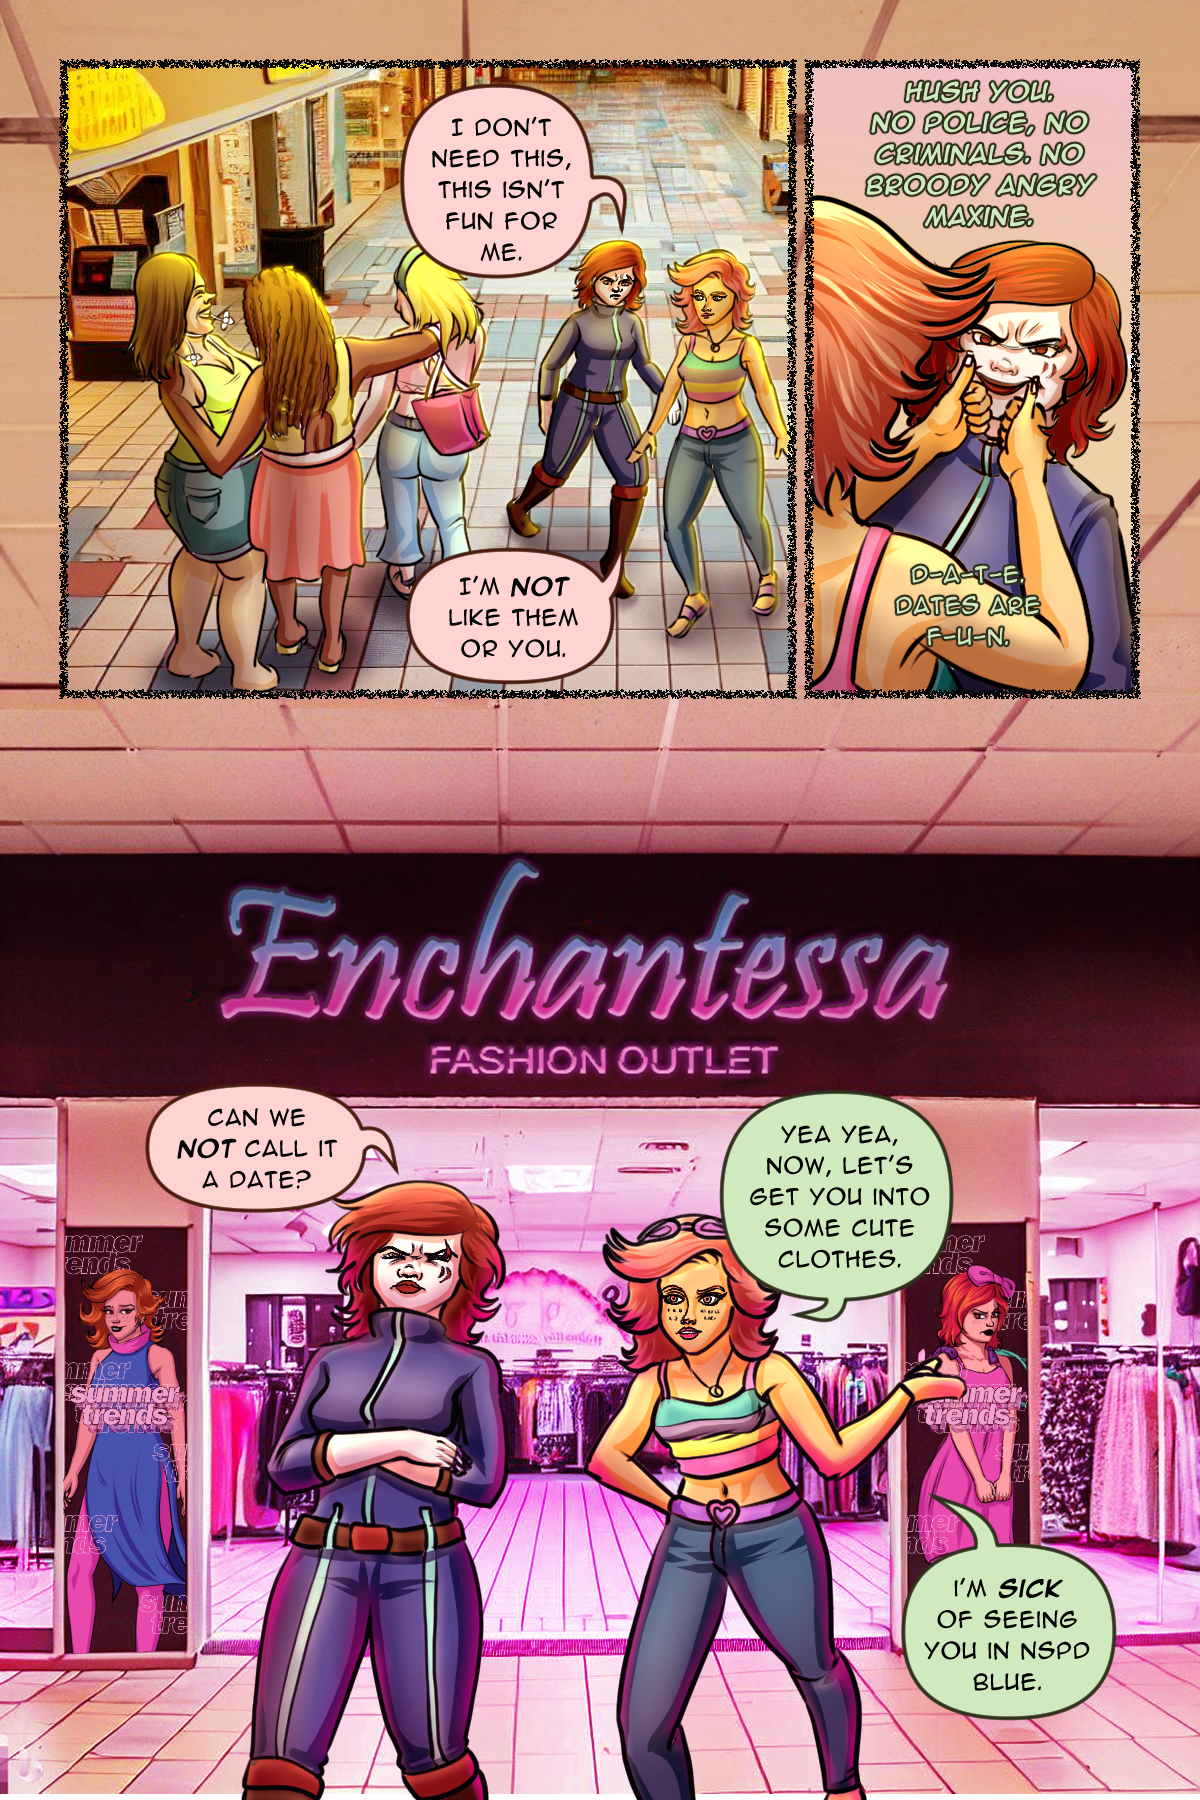 I DON'T
NEED THIS,
THIS ISN'T
FUN FOR
ME.
I'M NOT
LIKE THEM
OR YOU.
HUSH YOU.
NO POLICE, NO
CRIMINALS. NO
BROODY ANGRY
MAXINE.
D-A-T-E.
DATES ARE
F-U-N.
Enchantessa
FASHION OUTLET
CAN WE
NOT CALL IT
A DATE?
YEA YEA,
NOW, LET'S
GET YOU INTO
SOME CUTE
CLOTHES.
summer
trends
summer
trends
I'M SICK
OF SEEING
YOU IN NSPD
BLUE.